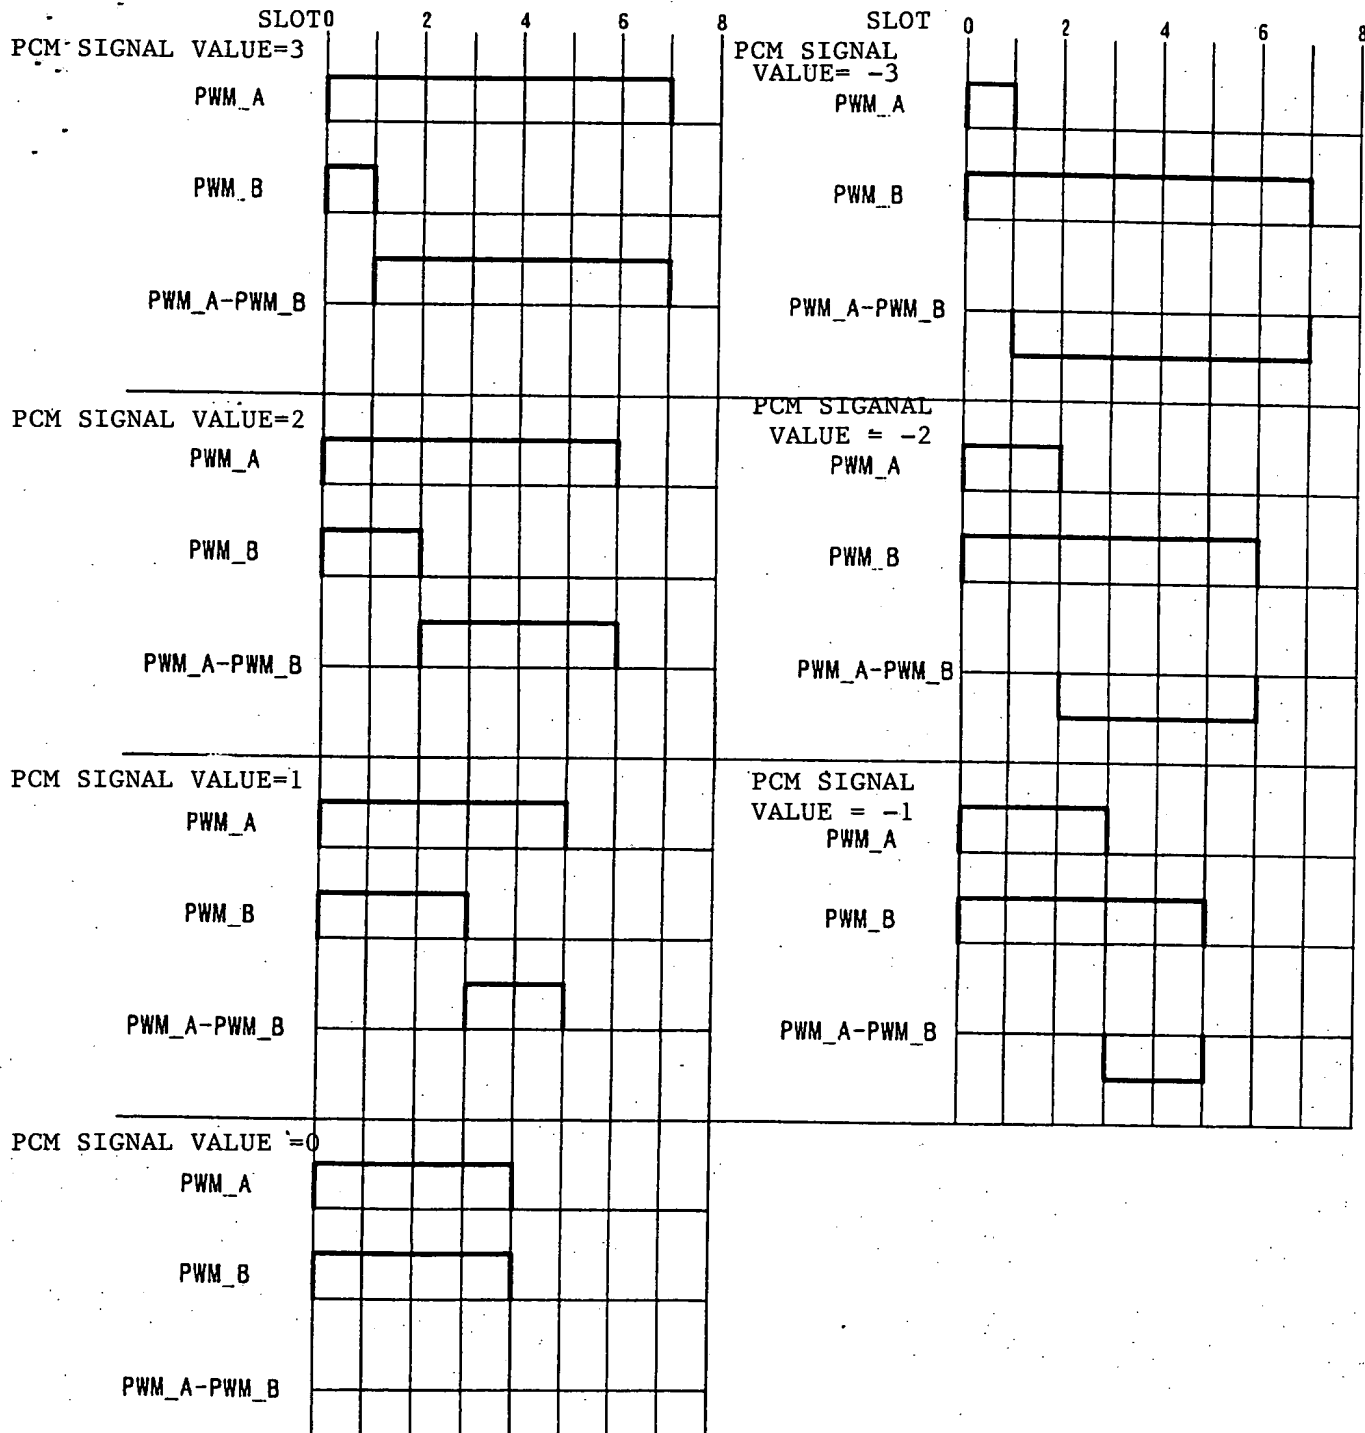 SLOT0 2 4 6 8
PCM SIGNAL VALUE=3
PWM_A
PWM_B
PWM_A-PWM_B
PCM SIGNAL VALUE=2
PWM_A
PWM_B
PWM_A-PWM_B
PCM SIGNAL VALUE=1
PWM_A
PWM_B
PWM_A-PWM_B
PCM SIGNAL VALUE =0
PWM_A
PWM_B
PWM_A-PWM_B
SLOT 0 2 4 6 8
PCM SIGNAL
VALUE= -3
PWM_A
PWM_B
PWM_A-PWM_B
PCM SIGANAL
VALUE = -2
PWM_A
PWM_B
PWM_A-PWM_B
PCM SIGNAL
VALUE = -1
PWM_A
PWM_B
PWM_A-PWM_B